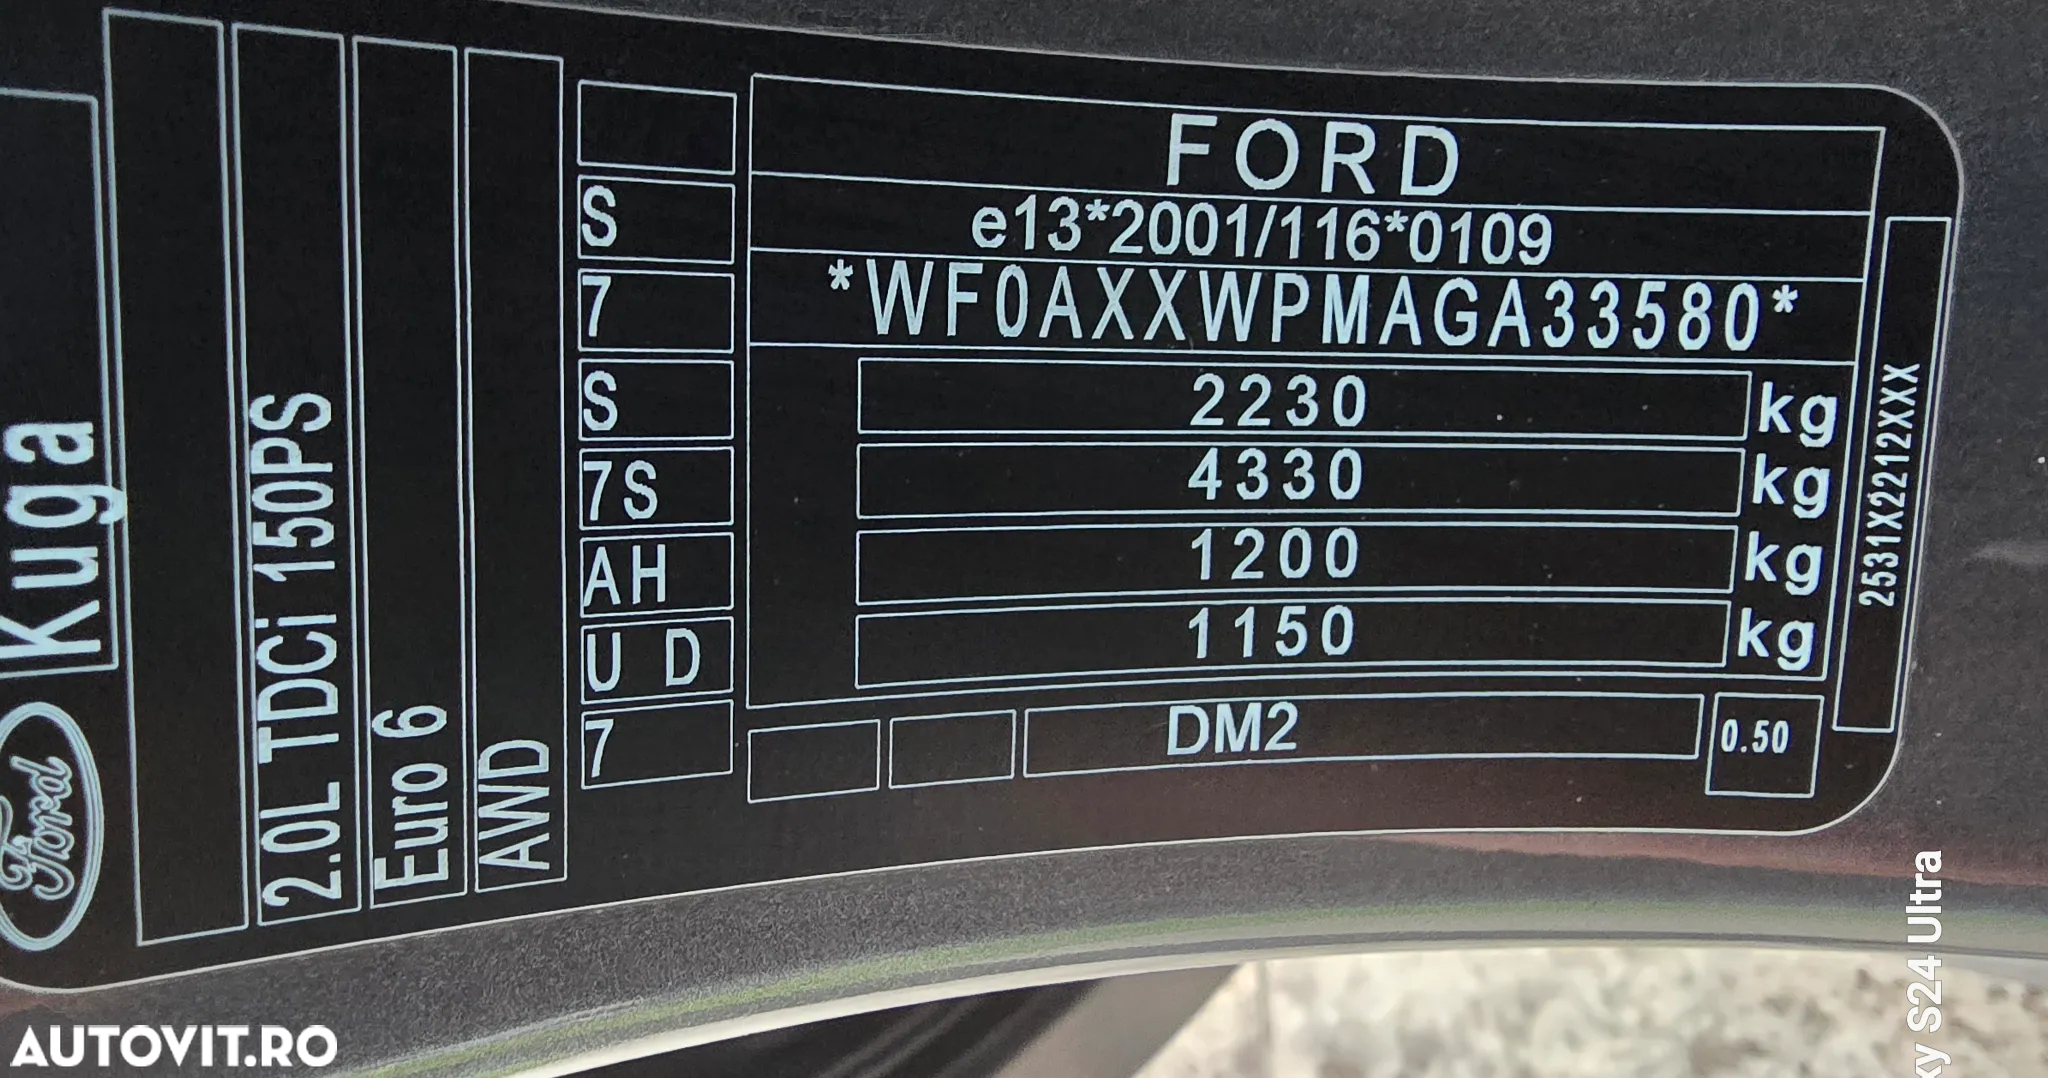 FORD
e13*2001/116*0109
*WF0AXXWPMAGA33580*
2230 kg
4330 kg
1200 kg
1150 kg
DM2
0.50
2531X2212XXX
S
7
S
7S
AH
U D
7
Ford
Kuga
2.0L TDCi 150PS
Euro 6
AWD
AUTOVIT.RO
S24 Ultra